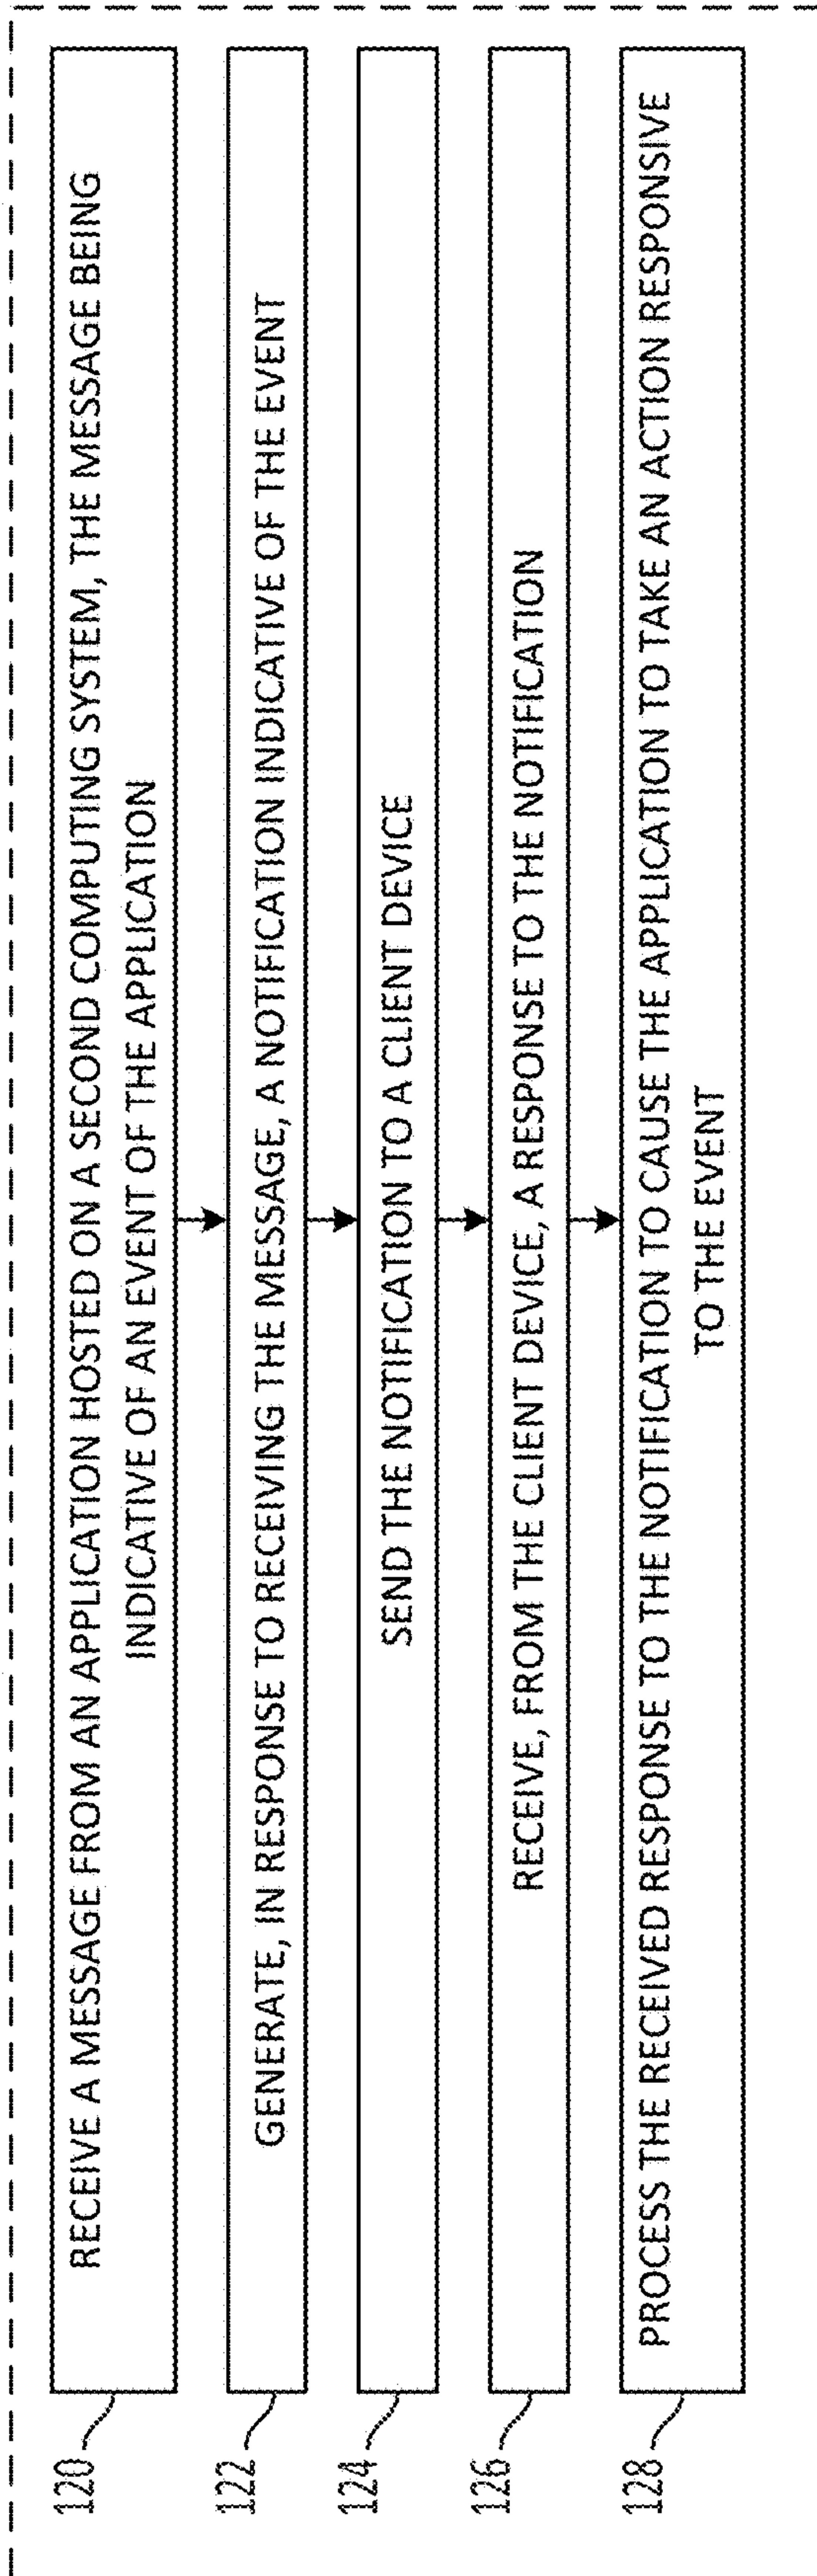 120
RECEIVE A MESSAGE FROM AN APPLICATION HOSTED ON A SECOND COMPUTING SYSTEM, THE MESSAGE BEING
INDICATIVE OF AN EVENT OF THE APPLICATION
122
GENERATE, IN RESPONSE TO RECEIVING THE MESSAGE, A NOTIFICATION INDICATIVE OF THE EVENT
124
SEND THE NOTIFICATION TO A CLIENT DEVICE
126
RECEIVE, FROM THE CLIENT DEVICE, A RESPONSE TO THE NOTIFICATION
128
PROCESS THE RECEIVED RESPONSE TO THE NOTIFICATION TO CAUSE THE APPLICATION TO TAKE AN ACTION RESPONSIVE
TO THE EVENT